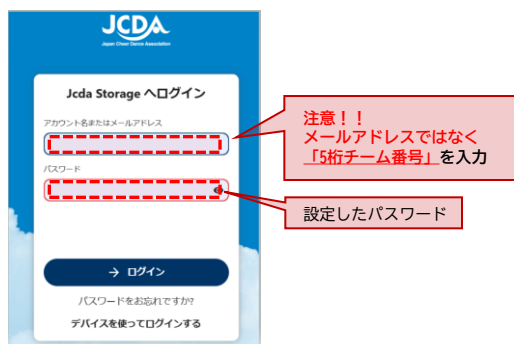 JCDA
Japan Cheer Dance Association
Jcda Storage へログイン
アカウント名またはメールアドレス
パスワード
→ ログイン
パスワードをお忘れですか?
デバイスを使ってログインする
注意！！
メールアドレスではなく
「5桁チーム番号」を入力
設定したパスワード